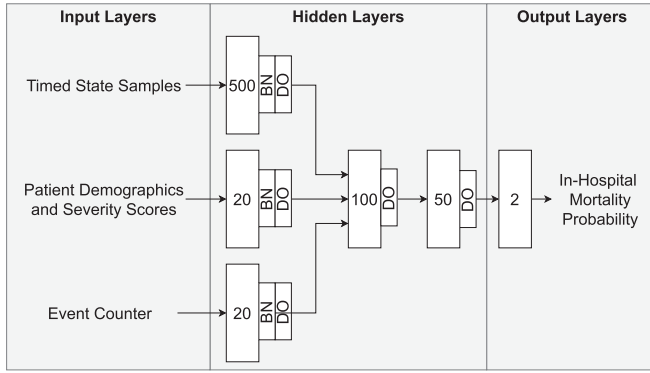 Input Layers
Hidden Layers
Output Layers
Timed State Samples
500
BN
DO
Patient Demographics
and Severity Scores
20
BN
DO
100
DO
50
DO
2
In-Hospital
Mortality
Probability
Event Counter
20
BN
DO